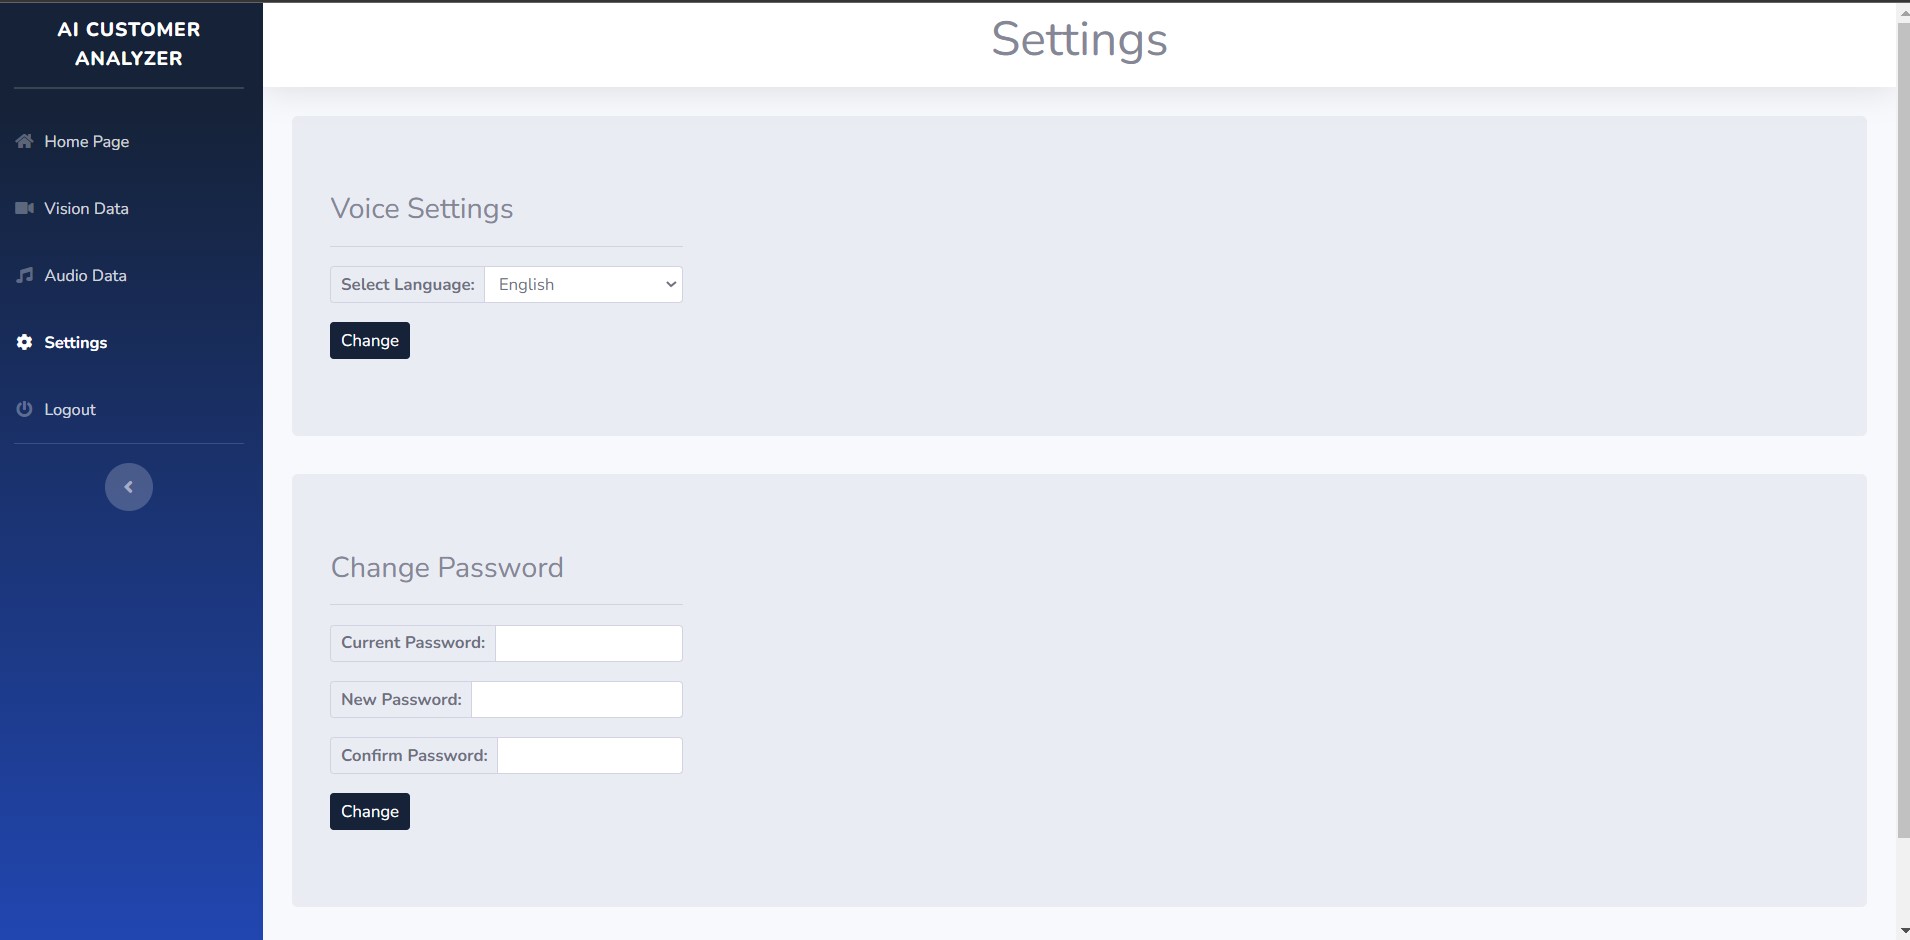 AI CUSTOMER
ANALYZER
Home Page
Vision Data
Audio Data
Settings
Logout
Settings
Voice Settings
Select Language: English
Change
Change Password
Current Password:
New Password:
Confirm Password:
Change